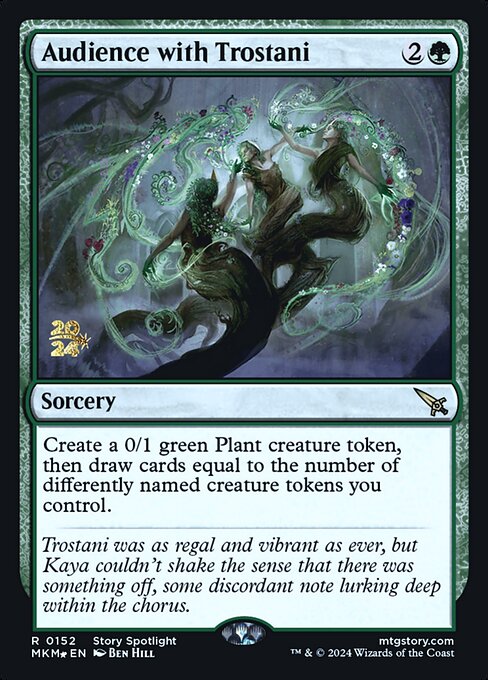 Audience with Trostani 2
2024
Sorcery
Create a 0/1 green Plant creature token,
then draw cards equal to the number of
differently named creature tokens you
control.
Trostani was as regal and vibrant as ever, but
Kaya couldn't shake the sense that there was
something off, some discordant note lurking deep
within the chorus.
R 0152 Story Spotlight mtgstory.com
MKM★EN Ben Hill ™ & © 2024 Wizards of the Coast